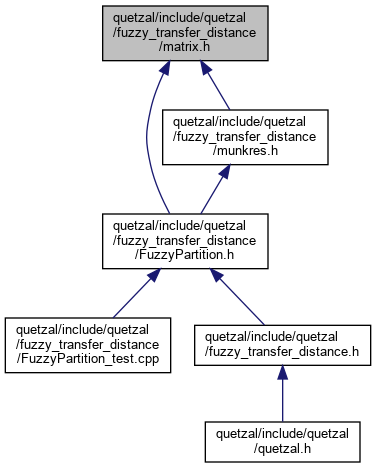 quetzal/include/quetzal
/fuzzy_transfer_distance
/matrix.h
quetzal/include/quetzal
/fuzzy_transfer_distance
/munkres.h
quetzal/include/quetzal
/fuzzy_transfer_distance
/FuzzyPartition.h
quetzal/include/quetzal
/fuzzy_transfer_distance
/FuzzyPartition_test.cpp
quetzal/include/quetzal
/fuzzy_transfer_distance.h
quetzal/include/quetzal
/quetzal.h